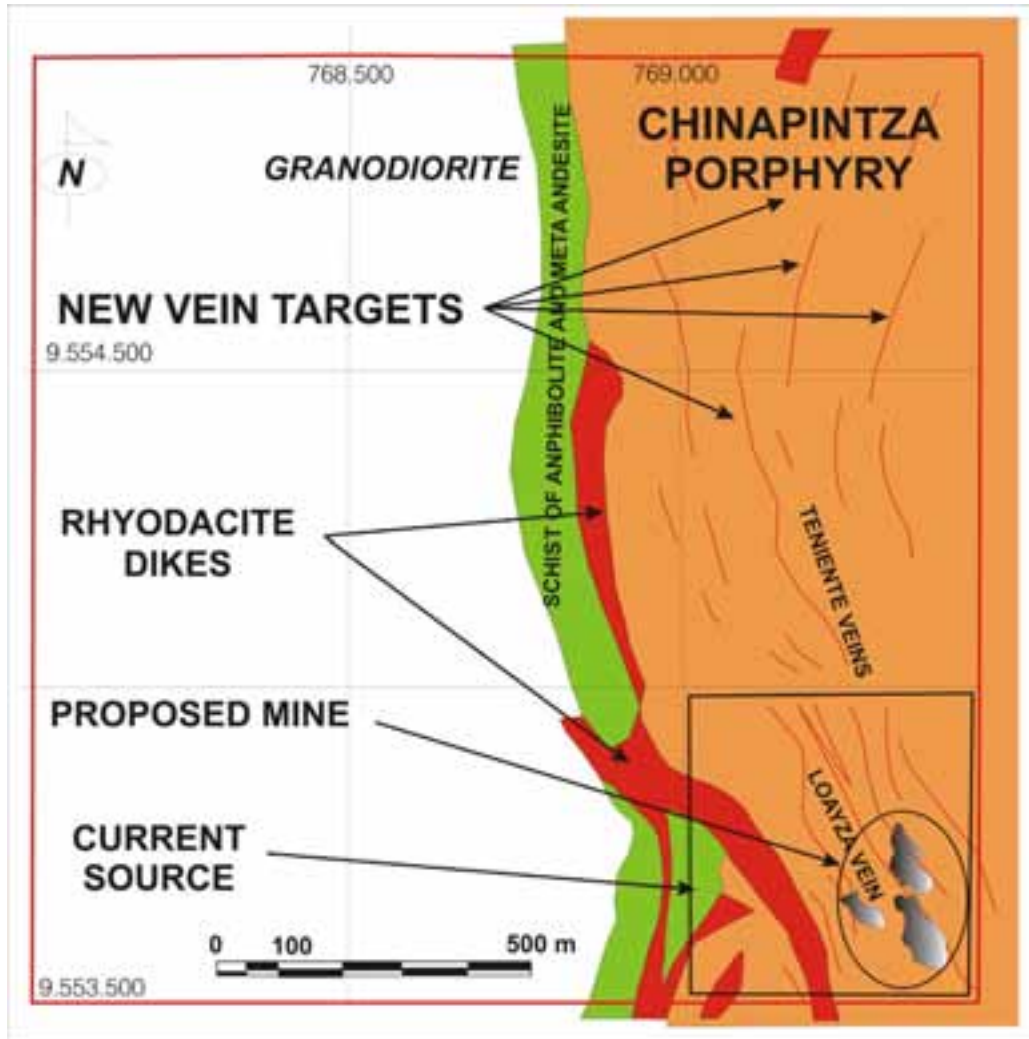 768.500
769.000
CHINAPINTZA
PORPHYRY
N
GRANODIORITE
SCHIST OF ANPHIBOLITE AND META ANDESITE
NEW VEIN TARGETS
9.554.500
RHYODACITE
DIKES
TENIENTE VEINS
PROPOSED MINE
LOAYZA VEIN
CURRENT
SOURCE
0 100 500 m
9.553.500